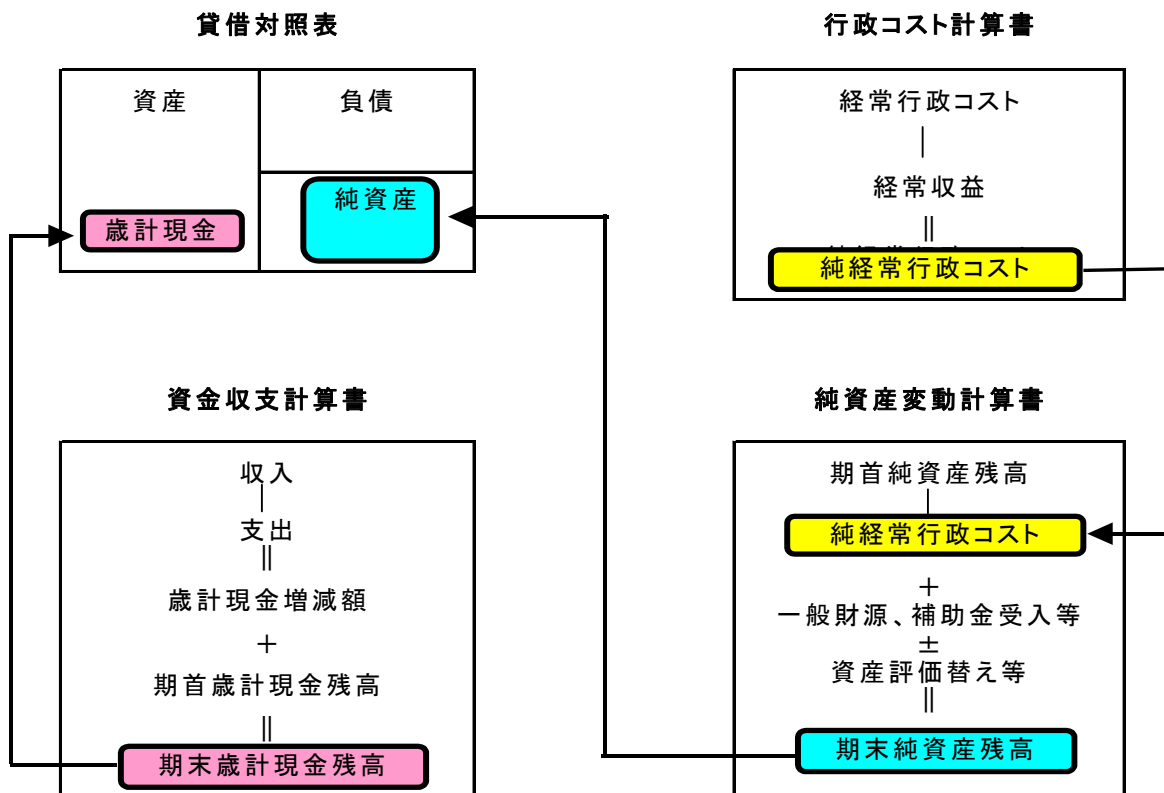 貸借対照表
資産
負債
純資産
歳計現金
行政コスト計算書
経常行政コスト
|
経常収益
||
純経常行政コスト
資金収支計算書
収入
|
支出
||
歳計現金増減額
+
期首歳計現金残高
||
期末歳計現金残高
純資産変動計算書
期首純資産残高
|
純経常行政コスト
+
一般財源、補助金受入等
±
資産評価替え等
||
期末純資産残高